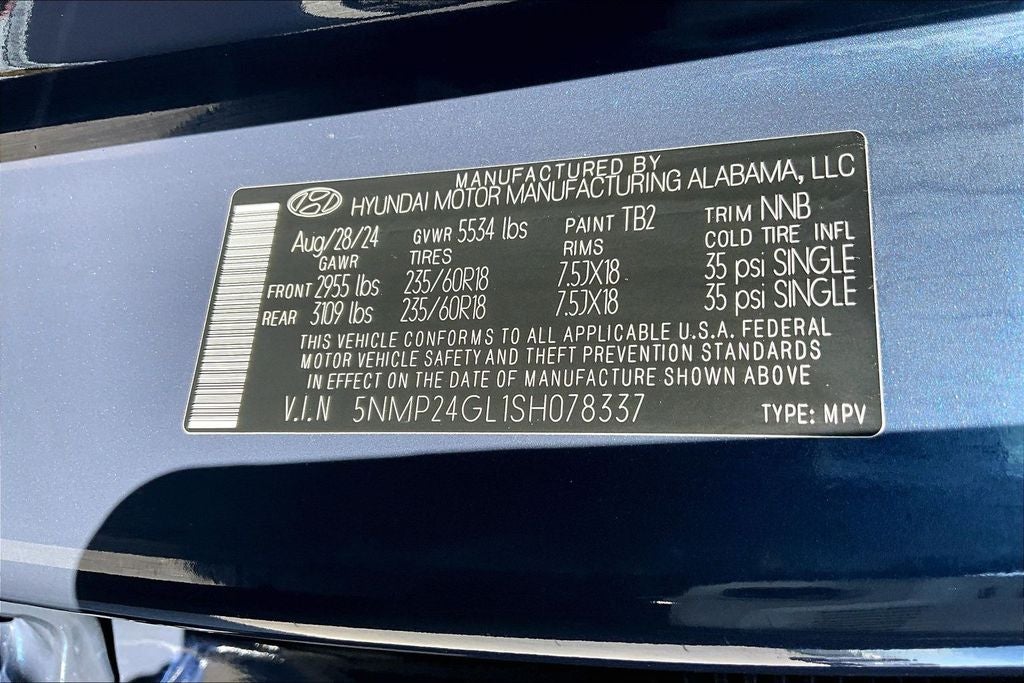 MANUFACTURED BY
HYUNDAI MOTOR MANUFACTURING ALABAMA, LLC
Aug/28/24 GVWR 5534 lbs PAINT TB2 TRIM NNB
GAWR TIRES RIMS COLD TIRE INFL
FRONT 2955 lbs 235/60R18 7.5JX18 35 psi SINGLE
REAR 3109 lbs 235/60R18 7.5JX18 35 psi SINGLE
THIS VEHICLE CONFORMS TO ALL APPLICABLE U.S.A. FEDERAL
MOTOR VEHICLE SAFETY AND THEFT PREVENTION STANDARDS
IN EFFECT ON THE DATE OF MANUFACTURE SHOWN ABOVE
V.I.N 5NMP24GL1SH078337 TYPE: MPV